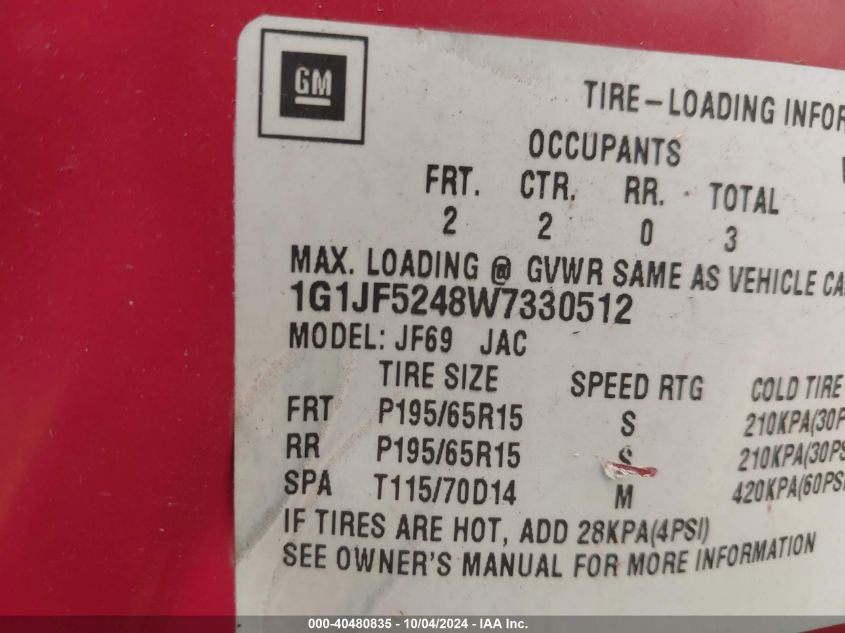 GM
TIRE-LOADING INFOR
OCCUPANTS
FRT. CTR. RR. TOTAL
2 2 0 3
MAX. LOADING @ GVWR SAME AS VEHICLE CA
1G1JF5248W7330512
MODEL: JF69 JAC
TIRE SIZE SPEED RTG COLD TIRE
FRT P195/65R15 S 210KPA(30P
RR P195/65R15 S 210KPA(30PS
SPA T115/70D14 M 420KPA(60PSI
IF TIRES ARE HOT, ADD 28KPA(4PSI)
SEE OWNER'S MANUAL FOR MORE INFORMATION
000-40480835 - 10/04/2024 - IAA Inc.